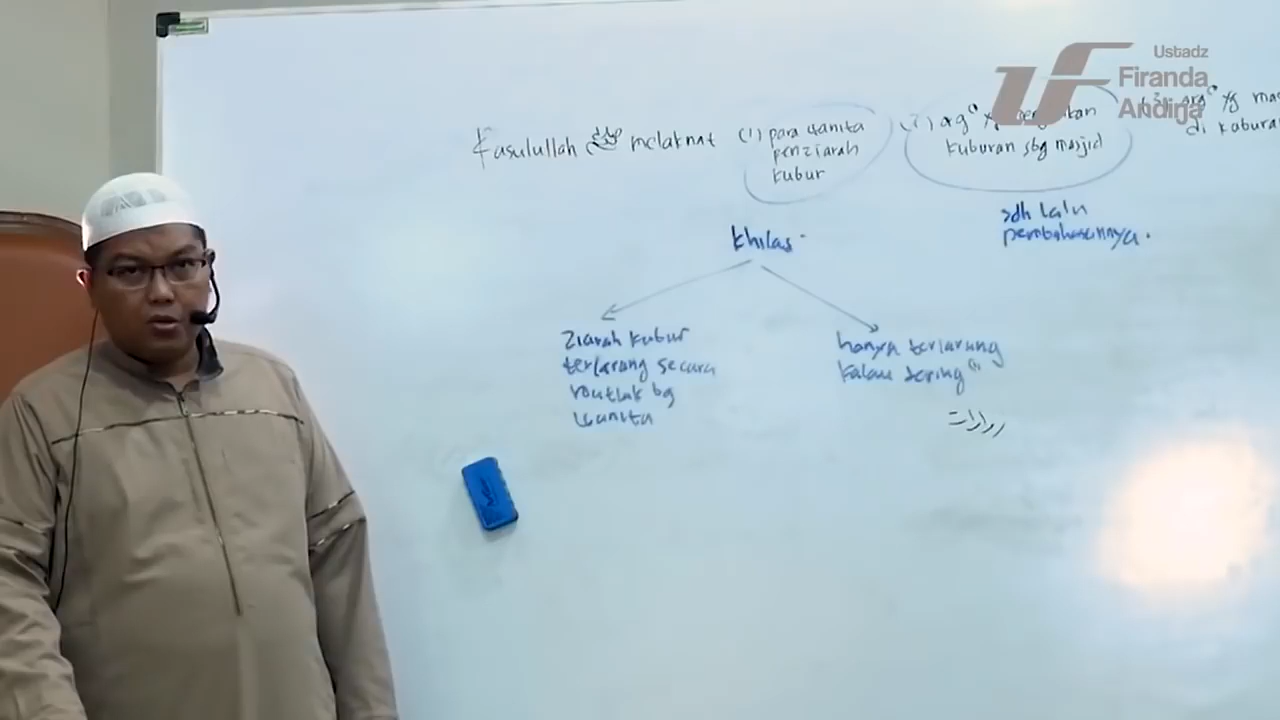 Ustadz
Firanda
Andirja
Rasulullah ﷺ melaknat (1) para wanita
penziarah
kubur
(2) org² yg
kuburan sbg masjid
org² yg
di kuburan
khilaf
sdh lalu
pembahasannya.
Ziarah kubur
terlarang secara
mutlak bg
wanita
hanya terlarang
kalau sering²
زوارات